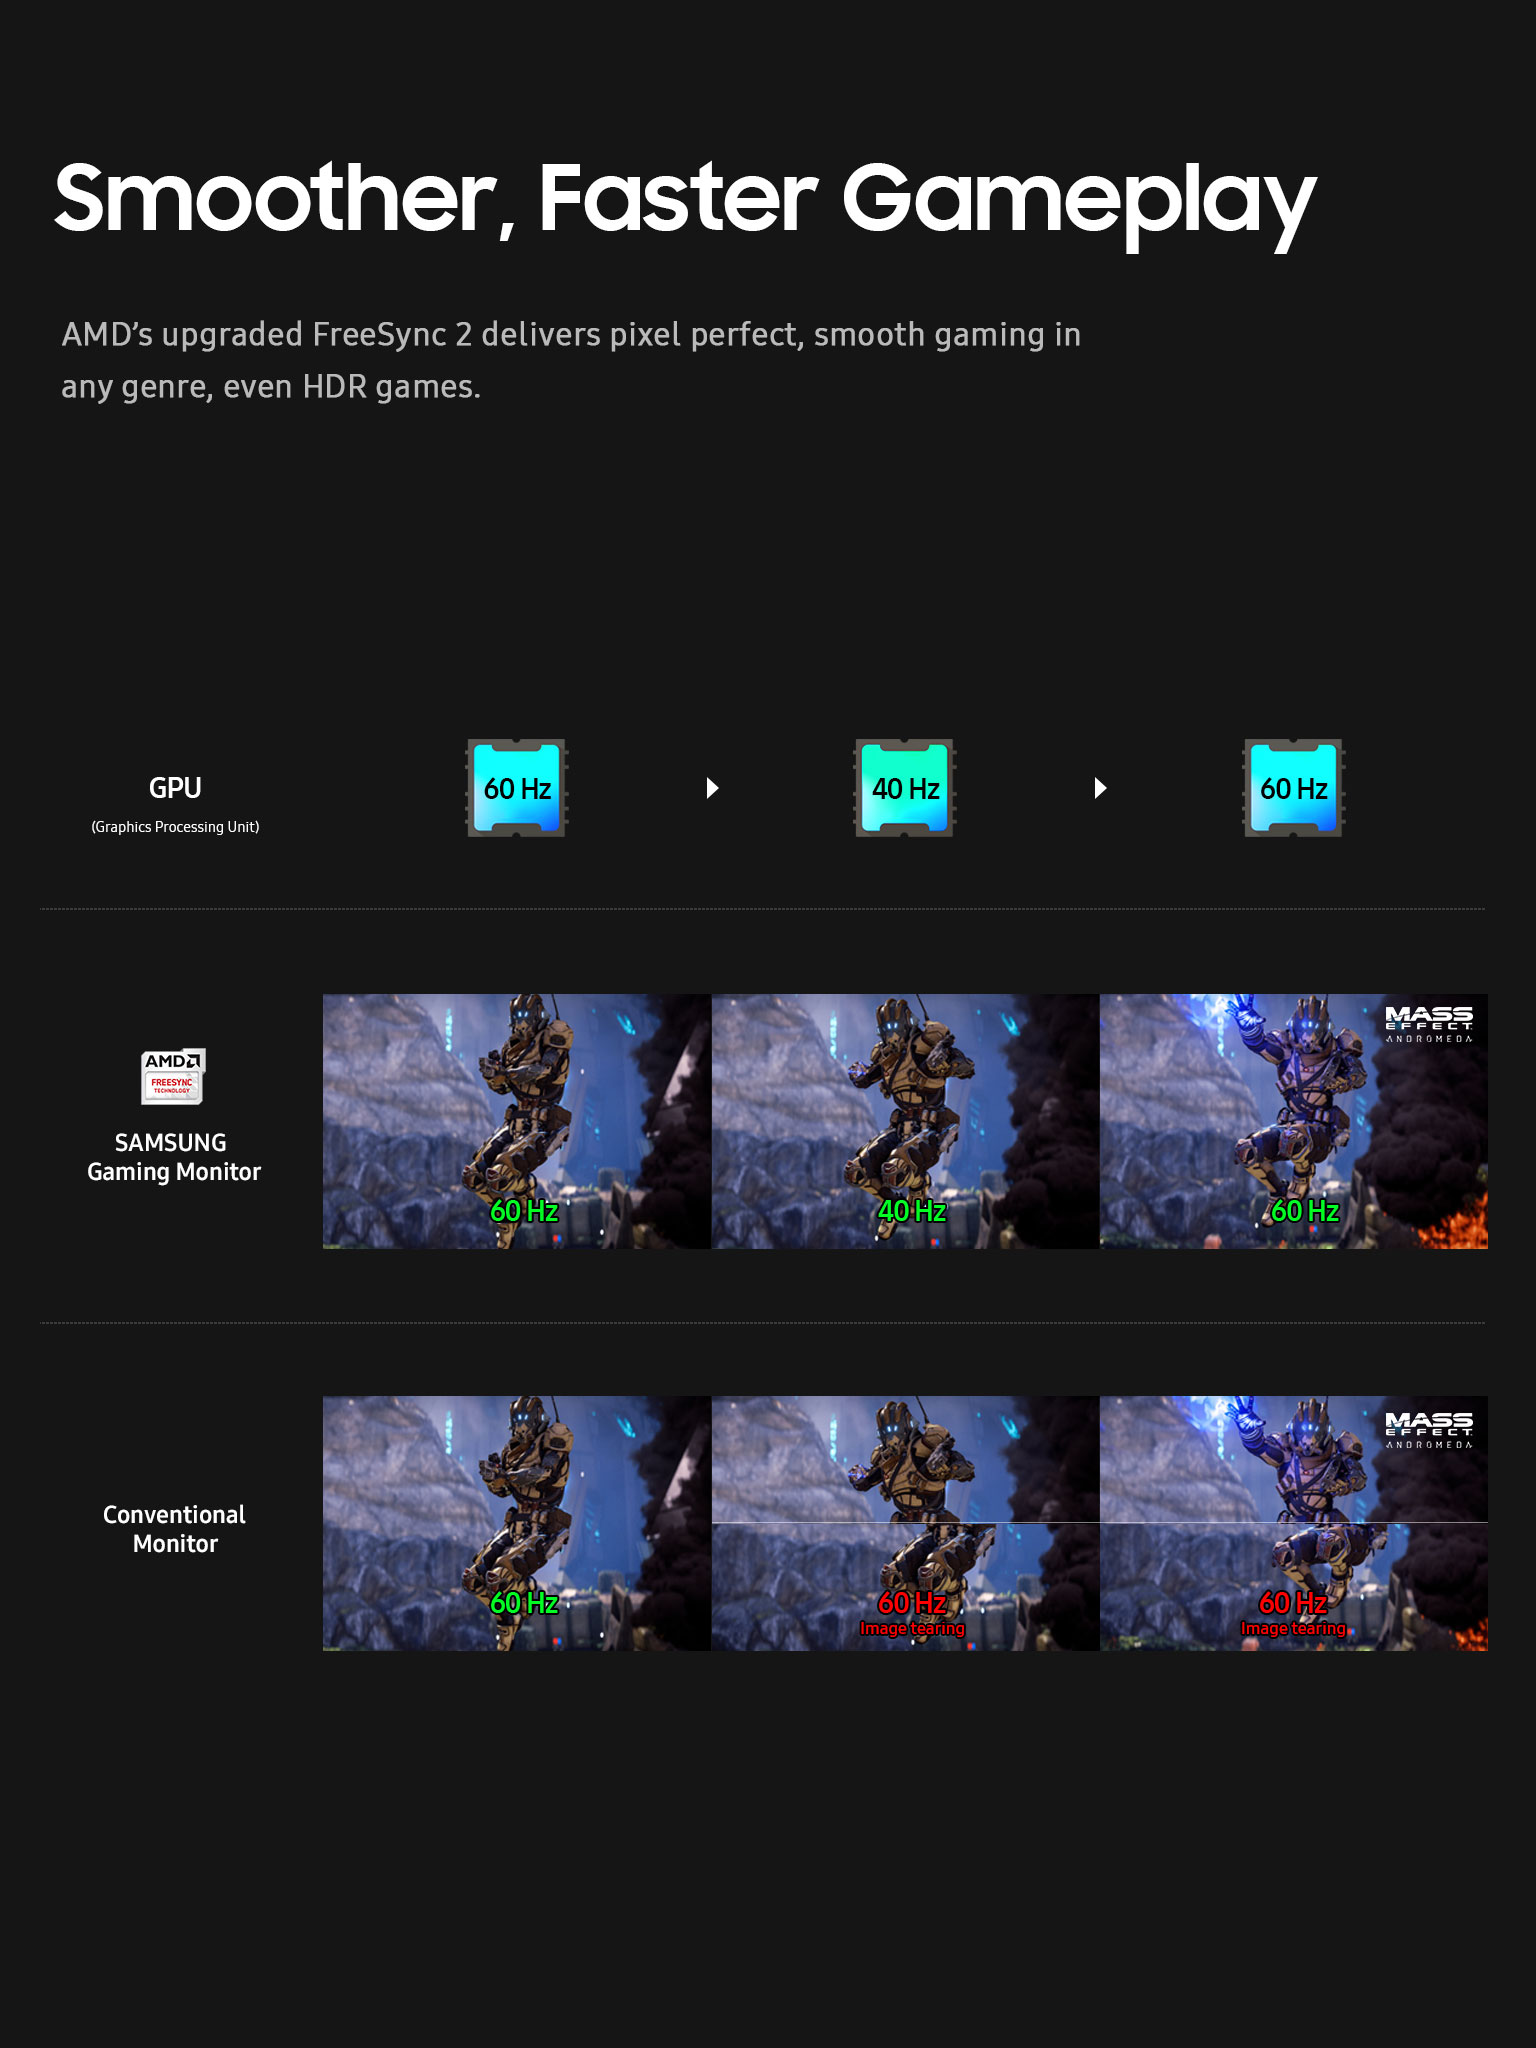 Smoother, Faster Gameplay
AMD’s upgraded FreeSync 2 delivers pixel perfect, smooth gaming in
any genre, even HDR games.
GPU
(Graphics Processing Unit)
60 Hz
40 Hz
60 Hz
AMD
FREESYNC
TECHNOLOGY
SAMSUNG
Gaming Monitor
60 Hz
40 Hz
60 Hz
MASS
EFFECT
ANDROMEDA
Conventional
Monitor
60 Hz
60 Hz
Image tearing
60 Hz
Image tearing
MASS
EFFECT
ANDROMEDA